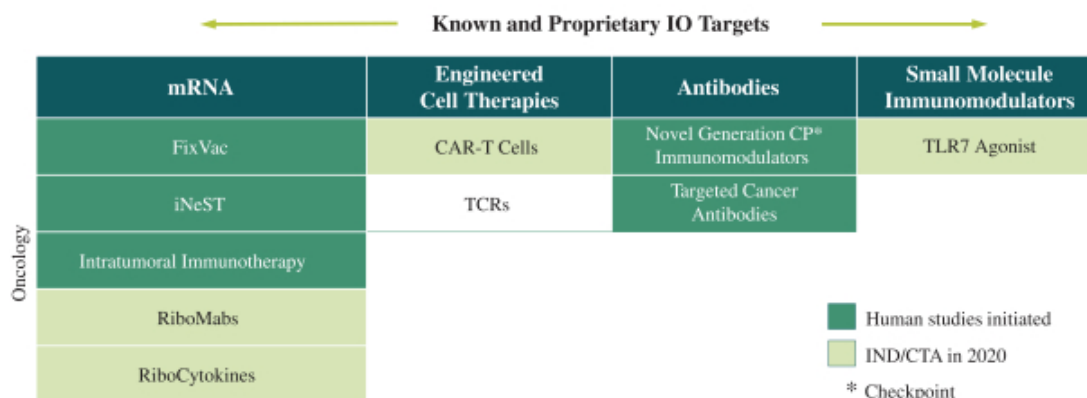 Known and Proprietary IO Targets
mRNA
Engineered
Cell Therapies
Antibodies
Small Molecule
Immunomodulators
FixVac
CAR-T Cells
Novel Generation CP*
Immunomodulators
TLR7 Agonist
iNeST
TCRs
Targeted Cancer
Antibodies
Intratumoral Immunotherapy
RiboMabs
RiboCytokines
Oncology
Human studies initiated
IND/CTA in 2020
* Checkpoint